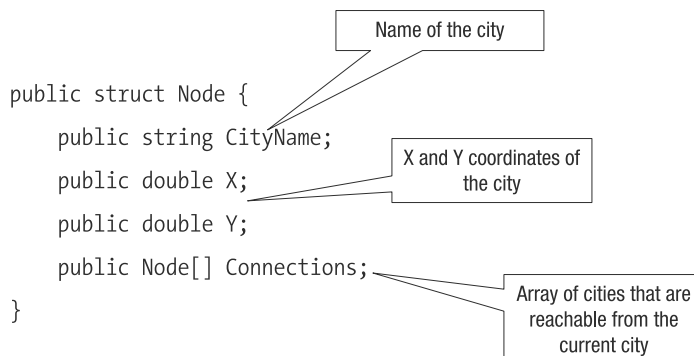 Name of the city
public struct Node {
public string CityName;
X and Y coordinates of
the city
public double X;
public double Y;
public Node[] Connections;
}
Array of cities that are
reachable from the
current city